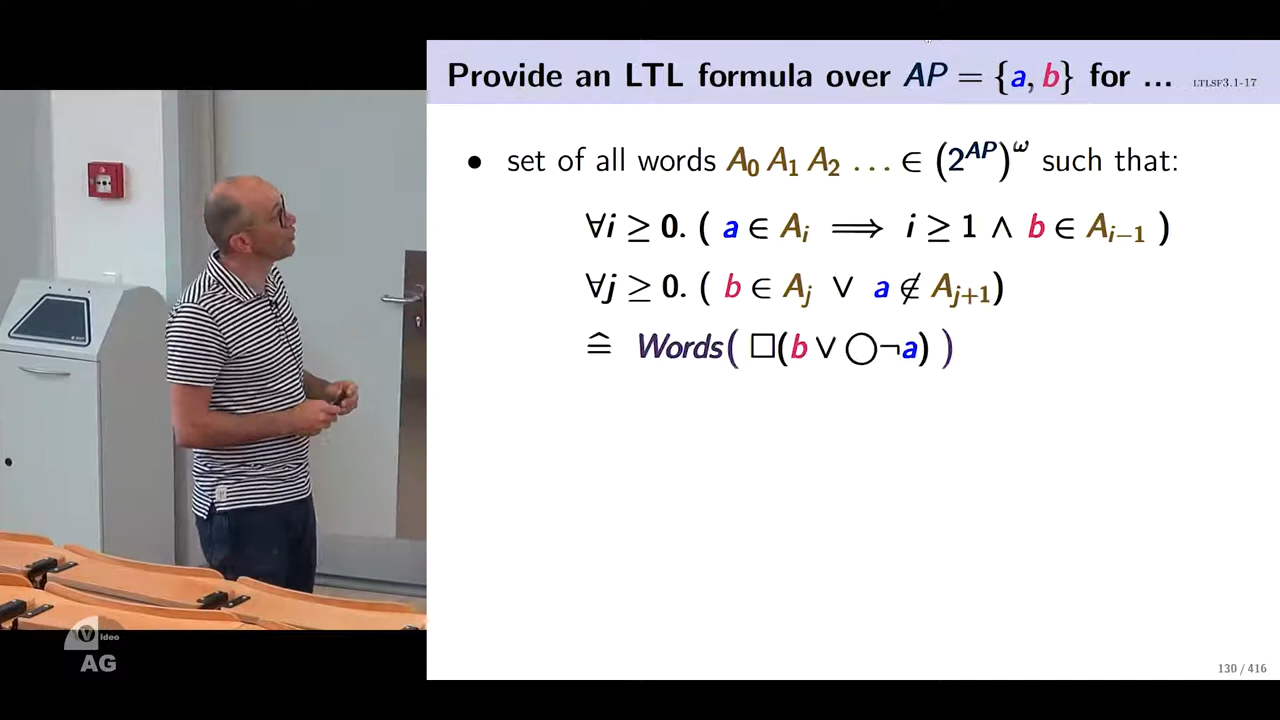 Provide an LTL formula over AP = {a, b} for ... LTLSF3.1-17
• set of all words A₀ A₁ A₂ ... ∈ (2^AP)^ω such that:
∀i ≥ 0. ( a ∈ Aᵢ ⟹ i ≥ 1 ∧ b ∈ Aᵢ₋₁ )
∀j ≥ 0. ( b ∈ Aⱼ ∨ a ∉ Aⱼ₊₁)
≙ Words( □(b ∨ ◯¬a) )
Video
AG
130 / 416